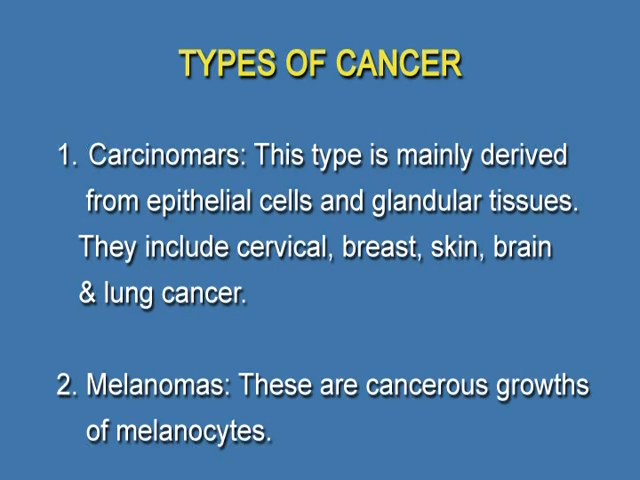 TYPES OF CANCER
1. Carcinomars: This type is mainly derived
from epithelial cells and glandular tissues.
They include cervical, breast, skin, brain
& lung cancer.
2. Melanomas: These are cancerous growths
of melanocytes.